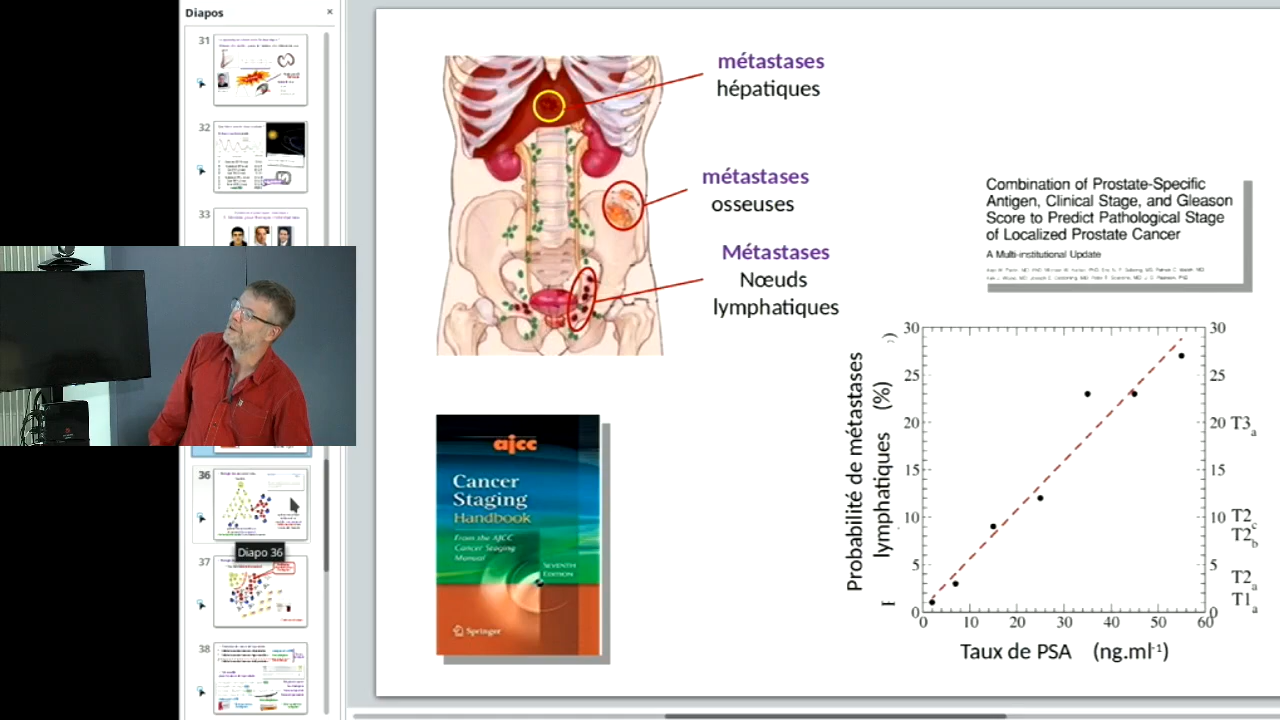 Diapos
×
31
32
33
36
Diapo 36
37
38
métastases
hépatiques
métastases
osseuses
Métastases
Nœuds
lymphatiques
ajcc
Cancer
Staging
Handbook
From the AJCC
Cancer Staging
Manual
SEVENTH
EDITION
Springer
Combination of Prostate-Specific
Antigen, Clinical Stage, and Gleason
Score to Predict Pathological Stage
of Localized Prostate Cancer
A Multi-institutional Update
Probabilité de métastases
lymphatiques (%)
30
25
20
15
10
5
0
0 10 20 30 40 50 60
30
25
20 T3a
15
10 T2c
T2b
5 T2a
0 T1a
Taux de PSA (ng.ml-1)